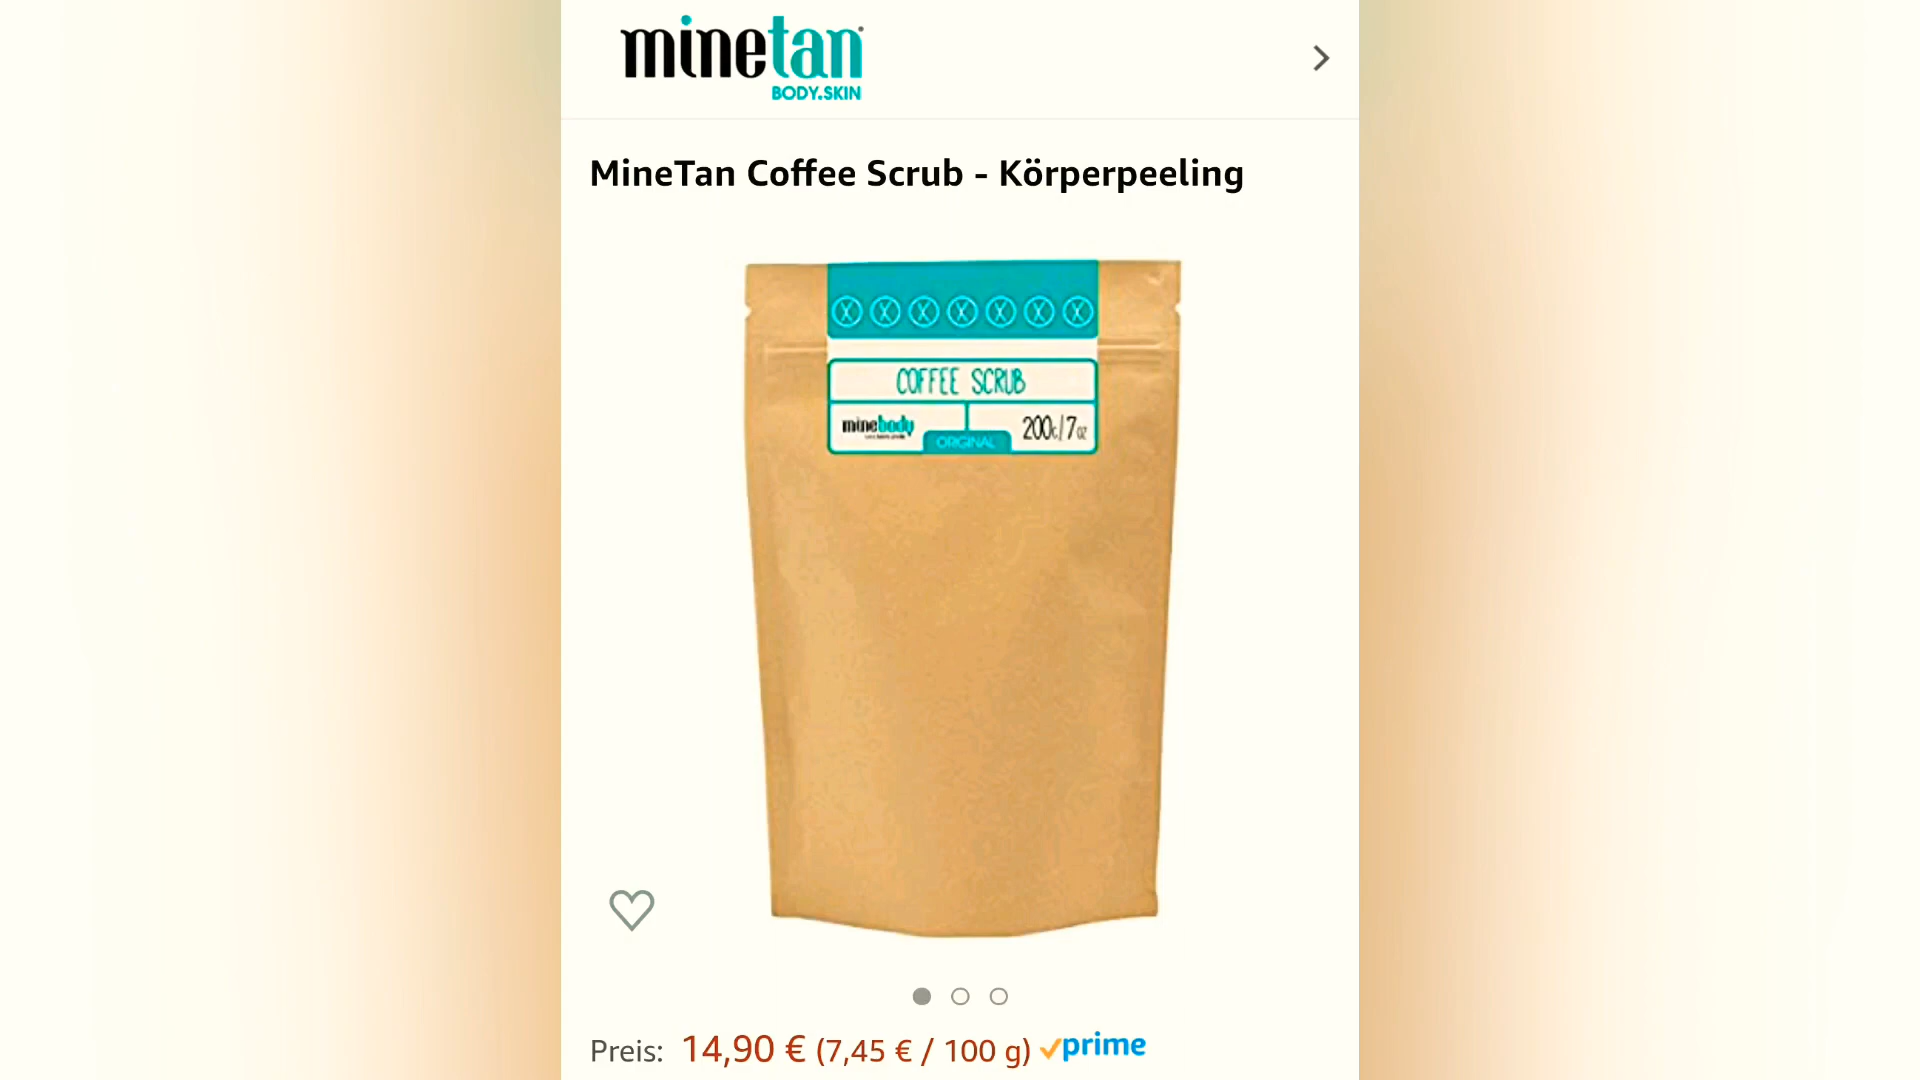 minetan
BODY.SKIN
MineTan Coffee Scrub - Körperpeeling
COFFEE SCRUB
minebody
200G/7oz
ORIGINAL
Preis: 14,90 € (7,45 € / 100 g) prime